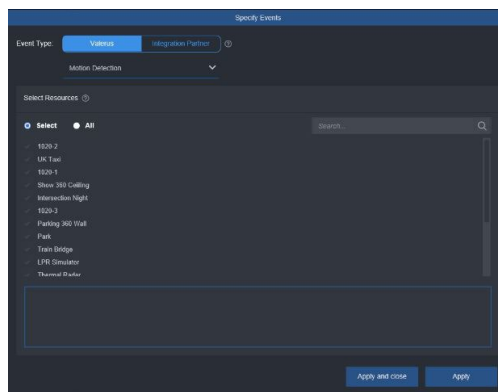 Specify Events
Event Type: Valerus Integration Partner
Motion Detection
Select Resources
Select All Search...
1020-2
UK Taxi
1020-1
Show 360 Ceiling
Intersection Night
1020-3
Parking 360 Wall
Park
Train Bridge
LPR Simulator
Thermal Radar
Apply and close Apply